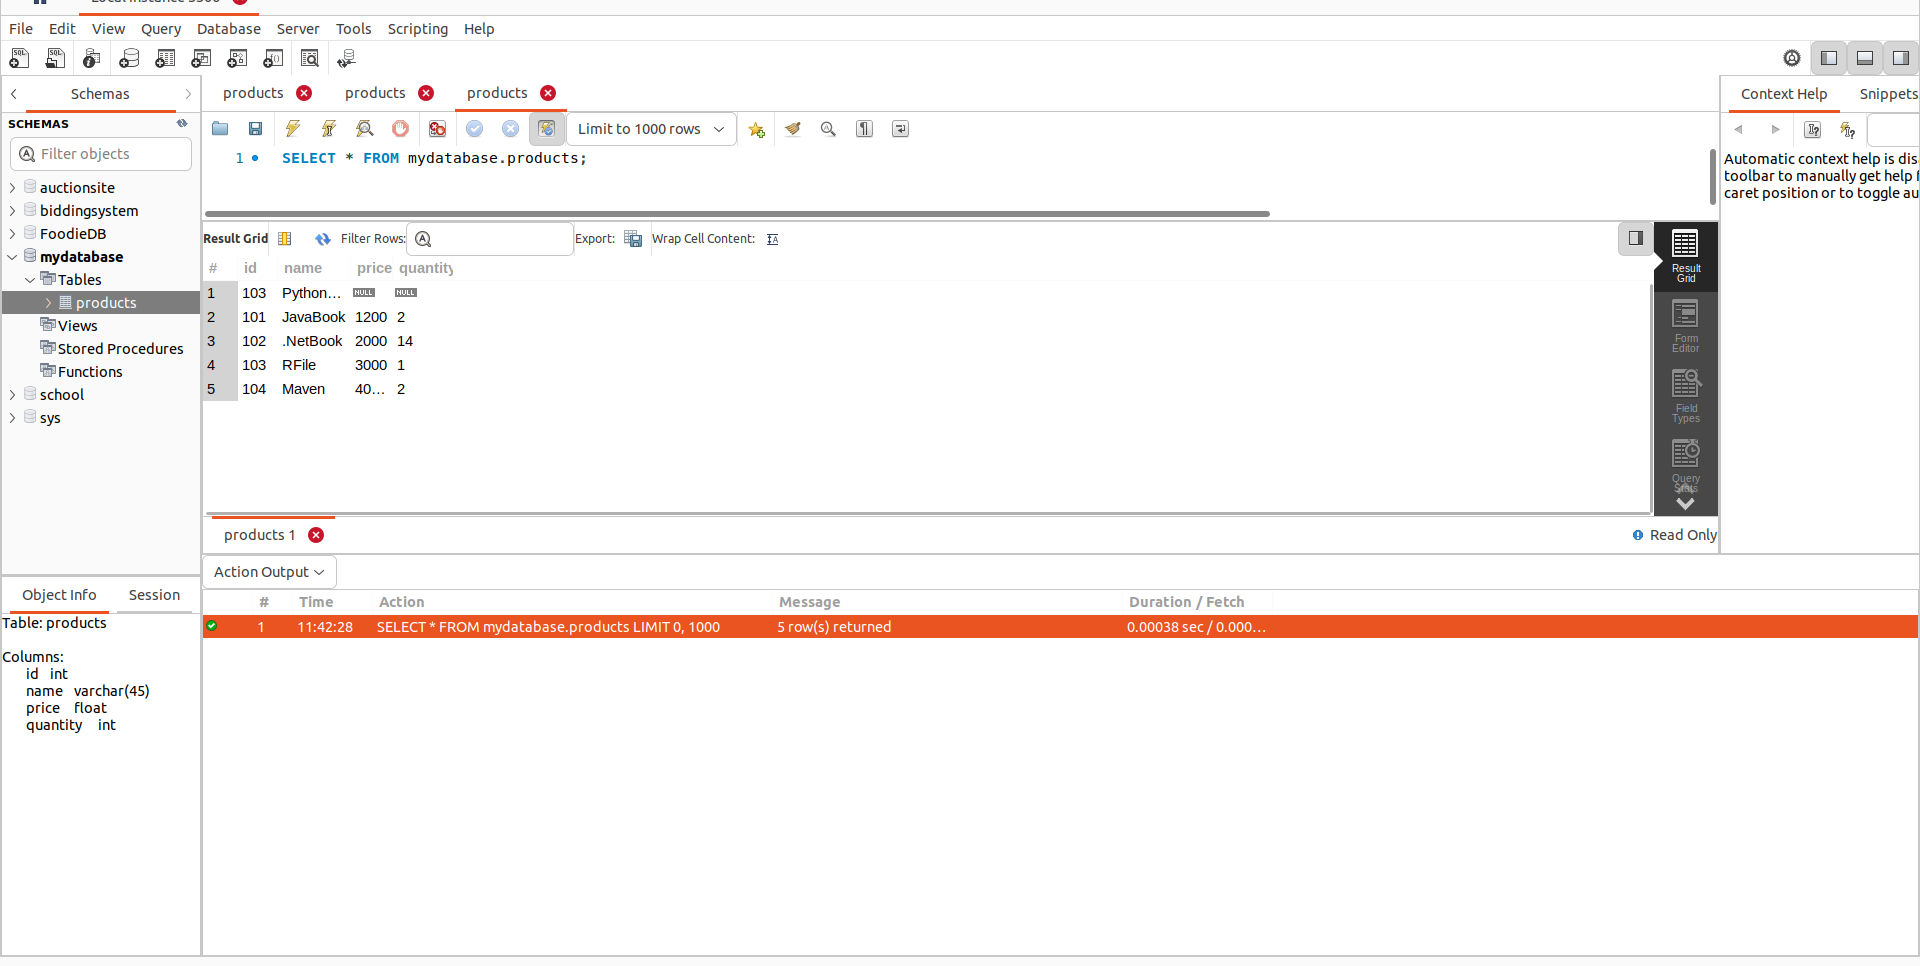 Local instance 3306
File Edit View Query Database Server Tools Scripting Help
Schemas
products products products
Context Help Snippets
SCHEMAS
Limit to 1000 rows
Filter objects
1 SELECT * FROM mydatabase.products;
Automatic context help is dis
toolbar to manually get help f
caret position or to toggle au
auctionsite
biddingsystem
FoodieDB
mydatabase
Tables
products
Views
Stored Procedures
Functions
school
sys
Result Grid Filter Rows: Export: Wrap Cell Content:
# id name price quantity
1 103 Python... NULL NULL
2 101 JavaBook 1200 2
3 102 .NetBook 2000 14
4 103 RFile 3000 1
5 104 Maven 40... 2
Result
Grid
Form
Editor
Field
Types
Query
Stats
products 1
Read Only
Action Output
# Time Action Message Duration / Fetch
1 11:42:28 SELECT * FROM mydatabase.products LIMIT 0, 1000 5 row(s) returned 0.00038 sec / 0.000...
Object Info Session
Table: products
Columns:
id int
name varchar(45)
price float
quantity int